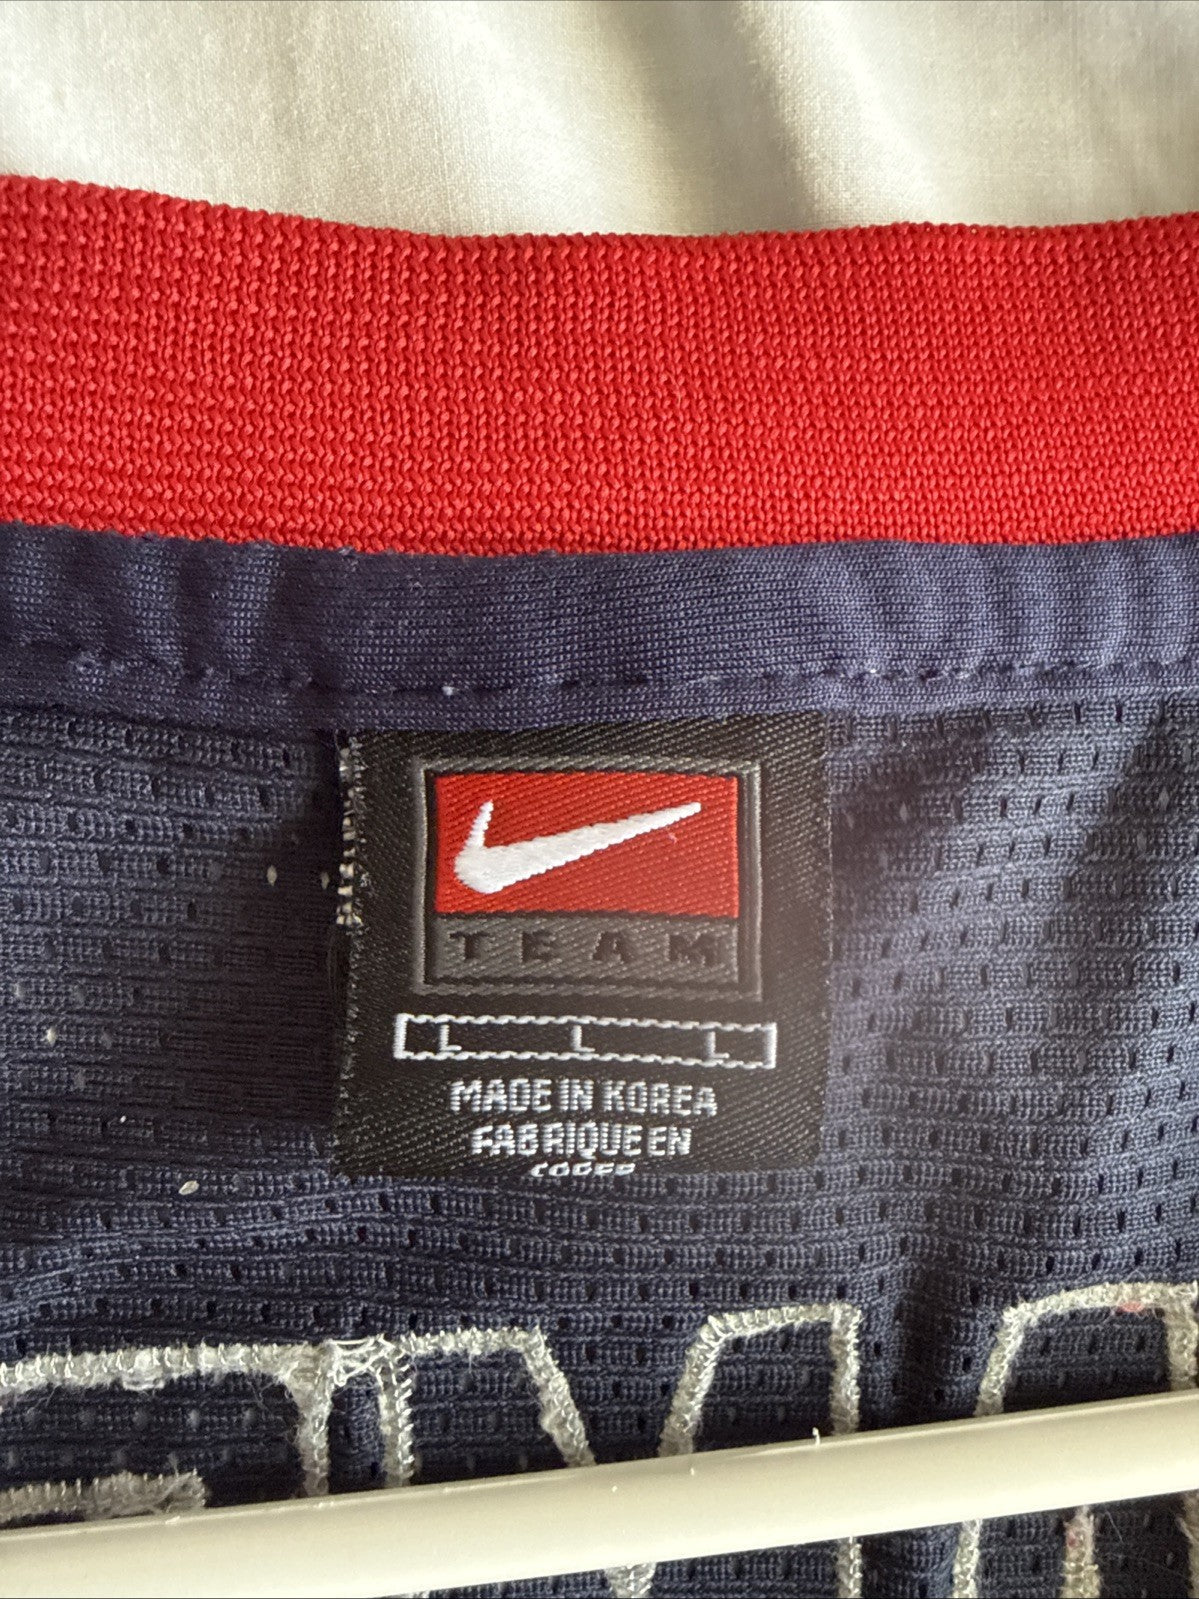 TEAM
L L L
MADE IN KOREA
FABRIQUE EN